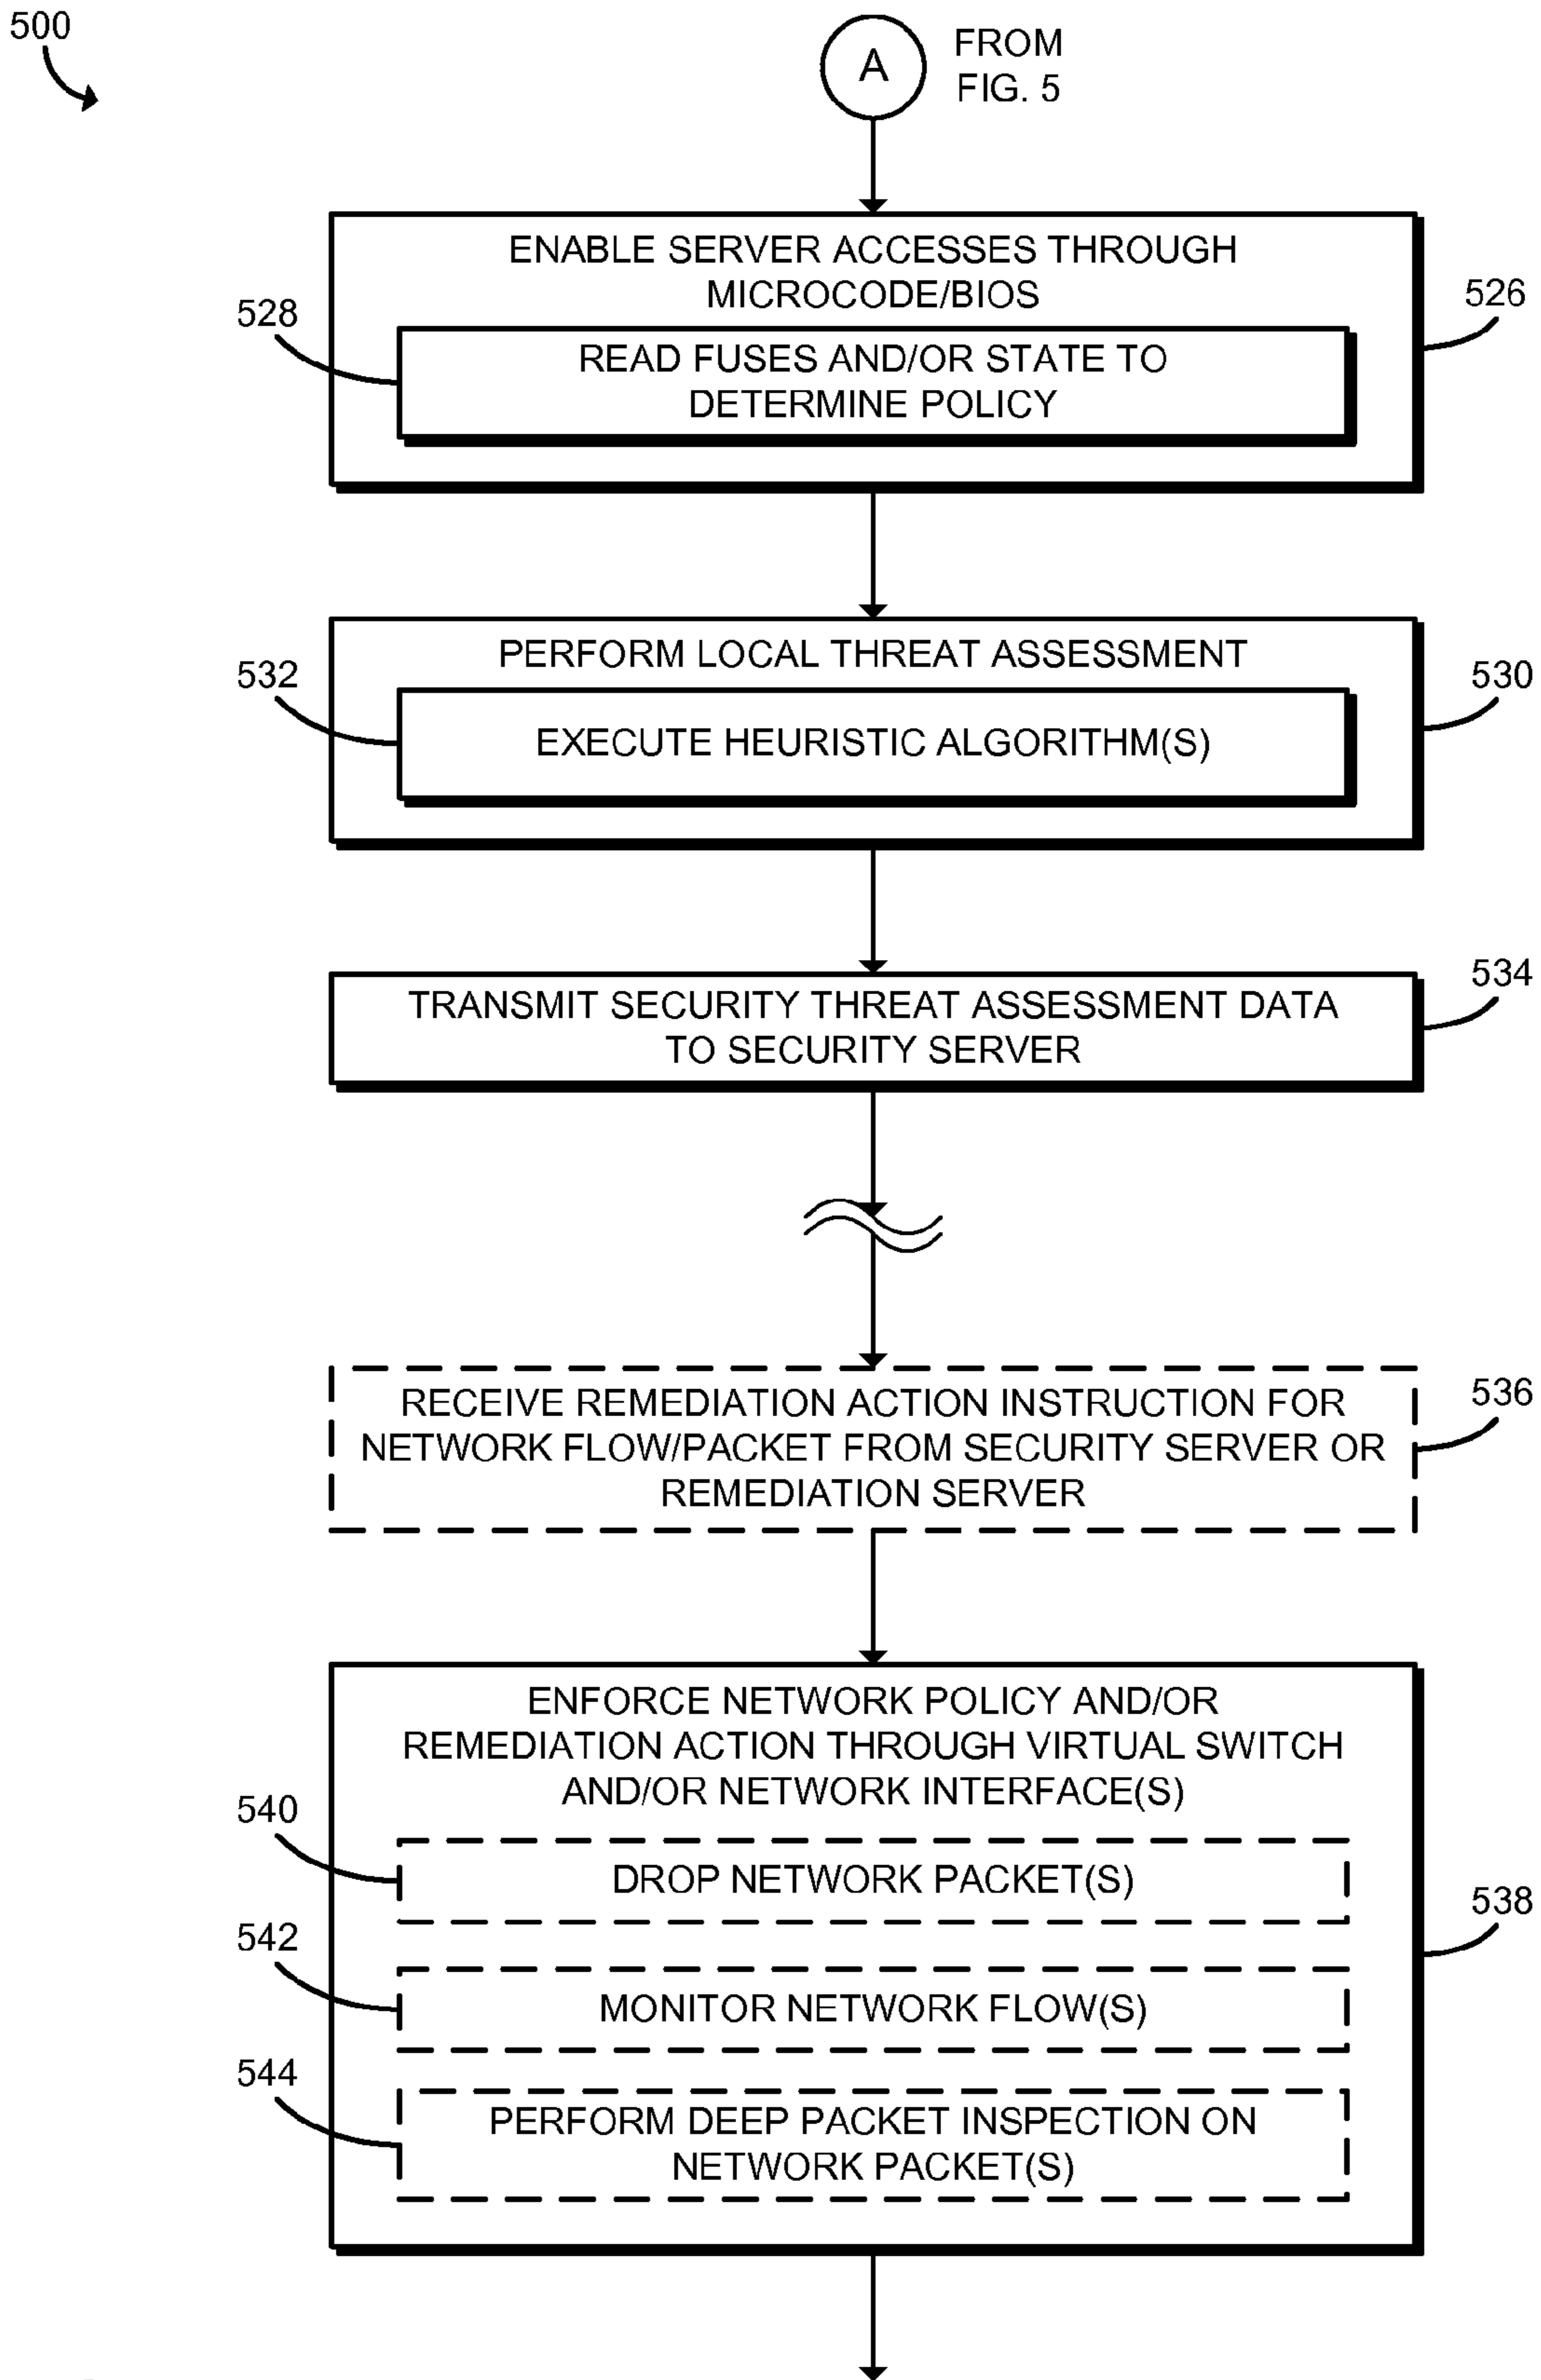 500
A
FROM
FIG. 5
ENABLE SERVER ACCESSES THROUGH
MICROCODE/BIOS
526
528
READ FUSES AND/OR STATE TO
DETERMINE POLICY
PERFORM LOCAL THREAT ASSESSMENT
530
532
EXECUTE HEURISTIC ALGORITHM(S)
TRANSMIT SECURITY THREAT ASSESSMENT DATA
TO SECURITY SERVER
534
RECEIVE REMEDIATION ACTION INSTRUCTION FOR
NETWORK FLOW/PACKET FROM SECURITY SERVER OR
REMEDIATION SERVER
536
ENFORCE NETWORK POLICY AND/OR
REMEDIATION ACTION THROUGH VIRTUAL SWITCH
AND/OR NETWORK INTERFACE(S)
538
540
DROP NETWORK PACKET(S)
542
MONITOR NETWORK FLOW(S)
544
PERFORM DEEP PACKET INSPECTION ON
NETWORK PACKET(S)